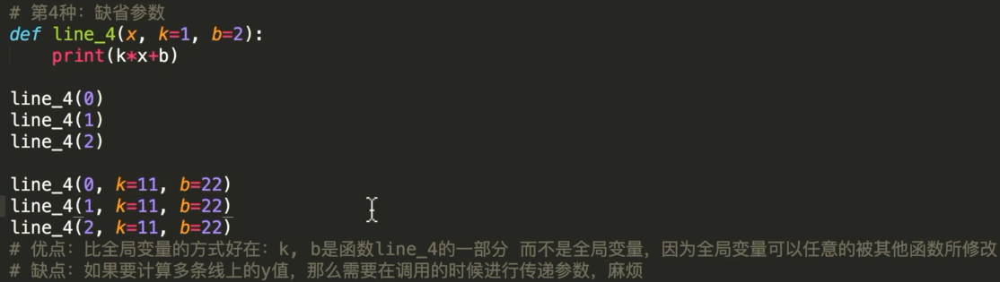 # 第4种：缺省参数
def line_4(x, k=1, b=2):
    print(k*x+b)

line_4(0)
line_4(1)
line_4(2)

line_4(0, k=11, b=22)
line_4(1, k=11, b=22)
line_4(2, k=11, b=22)
# 优点：比全局变量的方式好在：k, b是函数line_4的一部分 而不是全局变量，因为全局变量可以任意的被其他函数所修改
# 缺点：如果要计算多条线上的y值，那么需要在调用的时候进行传递参数，麻烦